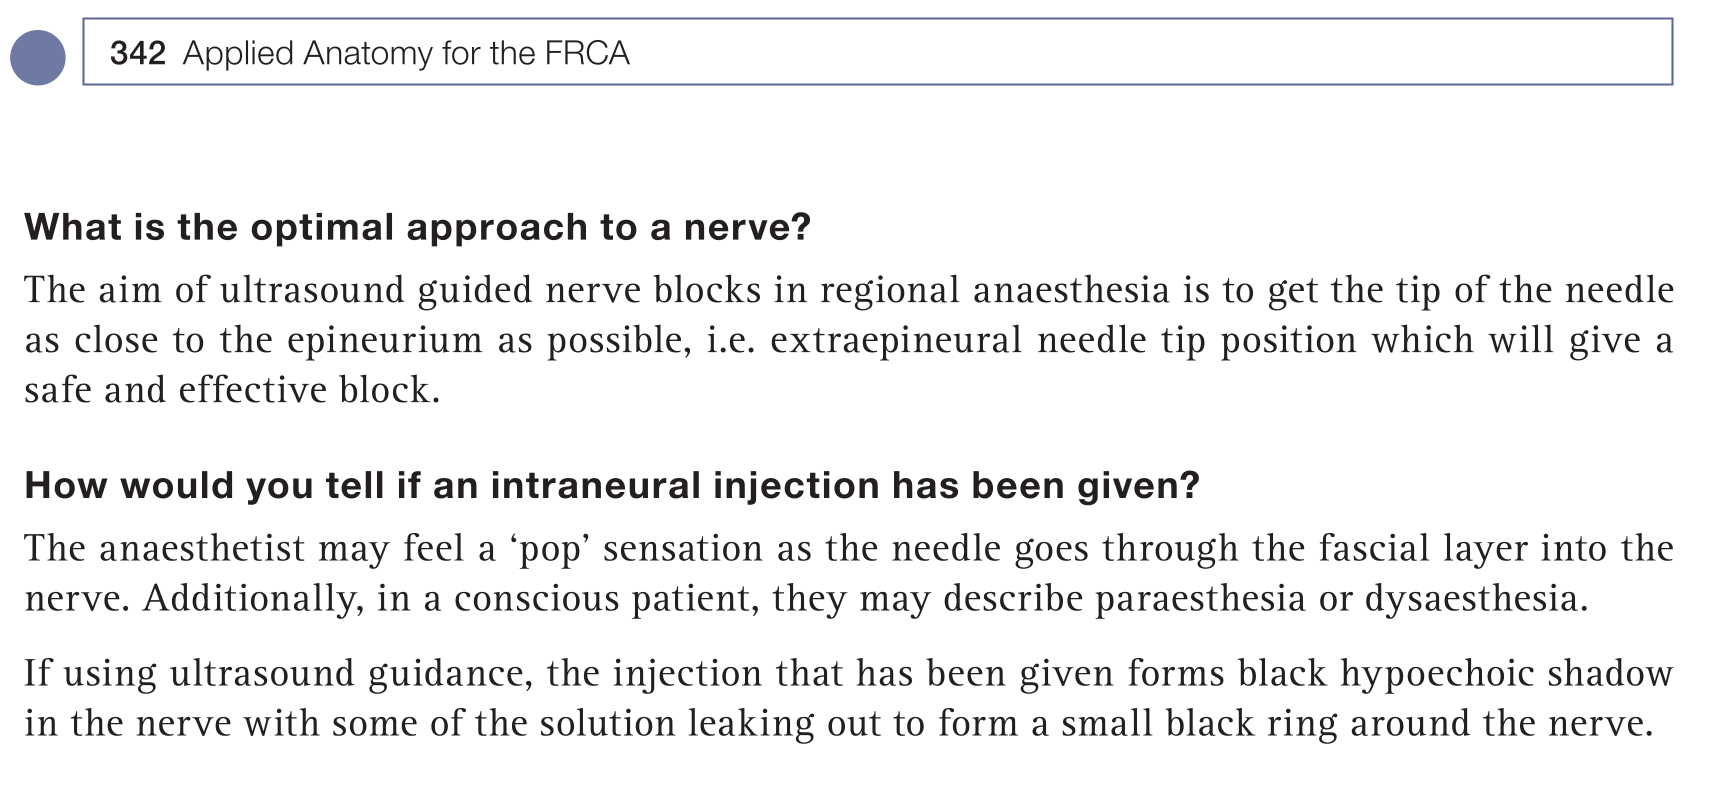 342 Applied Anatomy for the FRCA
What is the optimal approach to a nerve?
The aim of ultrasound guided nerve blocks in regional anaesthesia is to get the tip of the needle
as close to the epineurium as possible, i.e. extraepineural needle tip position which will give a
safe and effective block.
How would you tell if an intraneural injection has been given?
The anaesthetist may feel a ‘pop’ sensation as the needle goes through the fascial layer into the
nerve. Additionally, in a conscious patient, they may describe paraesthesia or dysaesthesia.
If using ultrasound guidance, the injection that has been given forms black hypoechoic shadow
in the nerve with some of the solution leaking out to form a small black ring around the nerve.